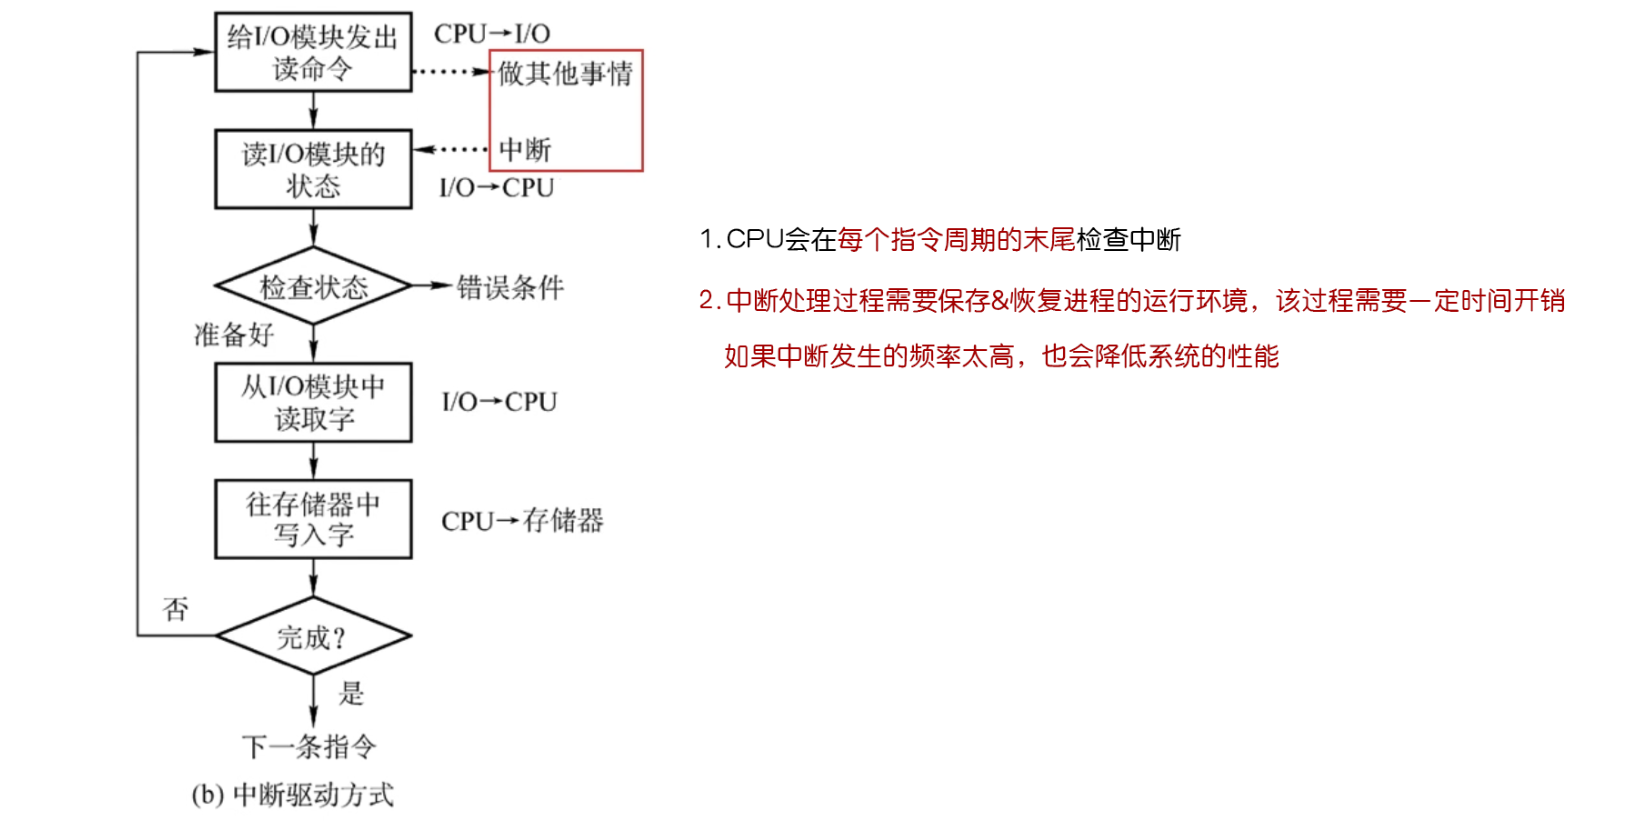 给I/O模块发出
读命令
CPU→I/O
做其他事情
中断
读I/O模块的
状态
I/O→CPU
检查状态
错误条件
准备好
从I/O模块中
读取字
I/O→CPU
往存储器中
写入字
CPU→存储器
完成?
否
是
下一条指令
(b) 中断驱动方式
1.CPU会在每个指令周期的末尾检查中断
2.中断处理过程需要保存&恢复进程的运行环境，该过程需要一定时间开销
如果中断发生的频率太高，也会降低系统的性能